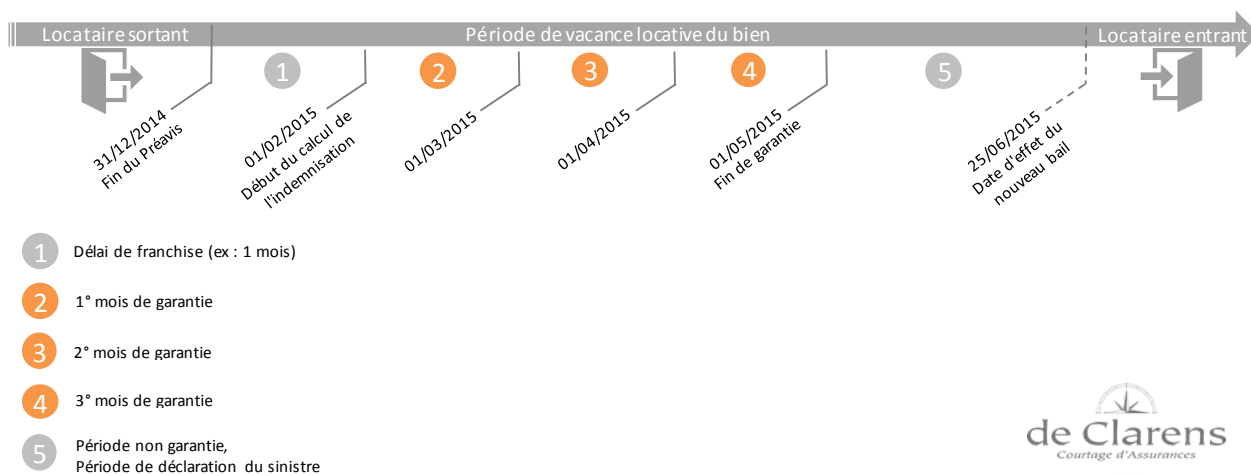 Locataire sortant
Période de vacance locative du bien
Locataire entrant
1
2
3
4
5
31/12/2014
Fin du Préavis
01/02/2015
Début du calcul de
l'indemnisation
01/03/2015
01/04/2015
01/05/2015
Fin de garantie
25/06/2015
Date d'effet du
nouveau bail
1 Délai de franchise (ex : 1 mois)
2 1° mois de garantie
3 2° mois de garantie
4 3° mois de garantie
5 Période non garantie,
Période de déclaration du sinistre
de Clarens
Courtage d'Assurances